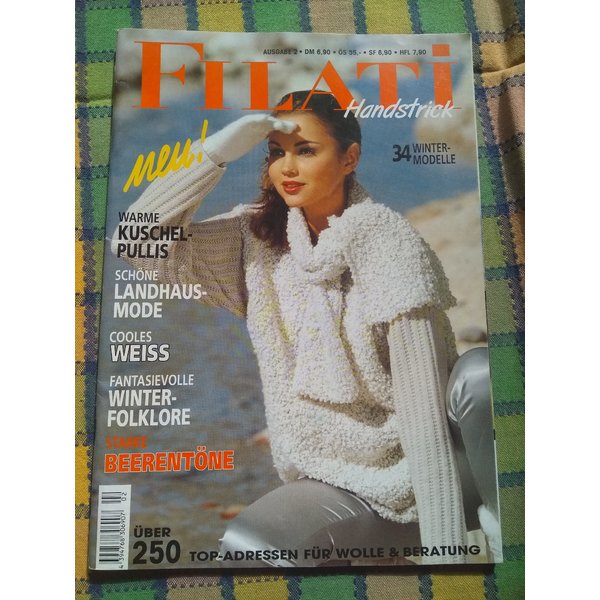 AUSGABE 2 • DM 6,90 • ÖS 55,- • SF 6,90 • HFL 7,90
FILATi
Handstrick
neu!
34 WINTER-
MODELLE
WARME
KUSCHEL-
PULLIS
SCHÖNE
LANDHAUS-
MODE
COOLES
WEISS
FANTASIEVOLLE
WINTER-
FOLKLORE
STARKE
BEERENTÖNE
02
ÜBER
250 TOP-ADRESSEN FÜR WOLLE & BERATUNG